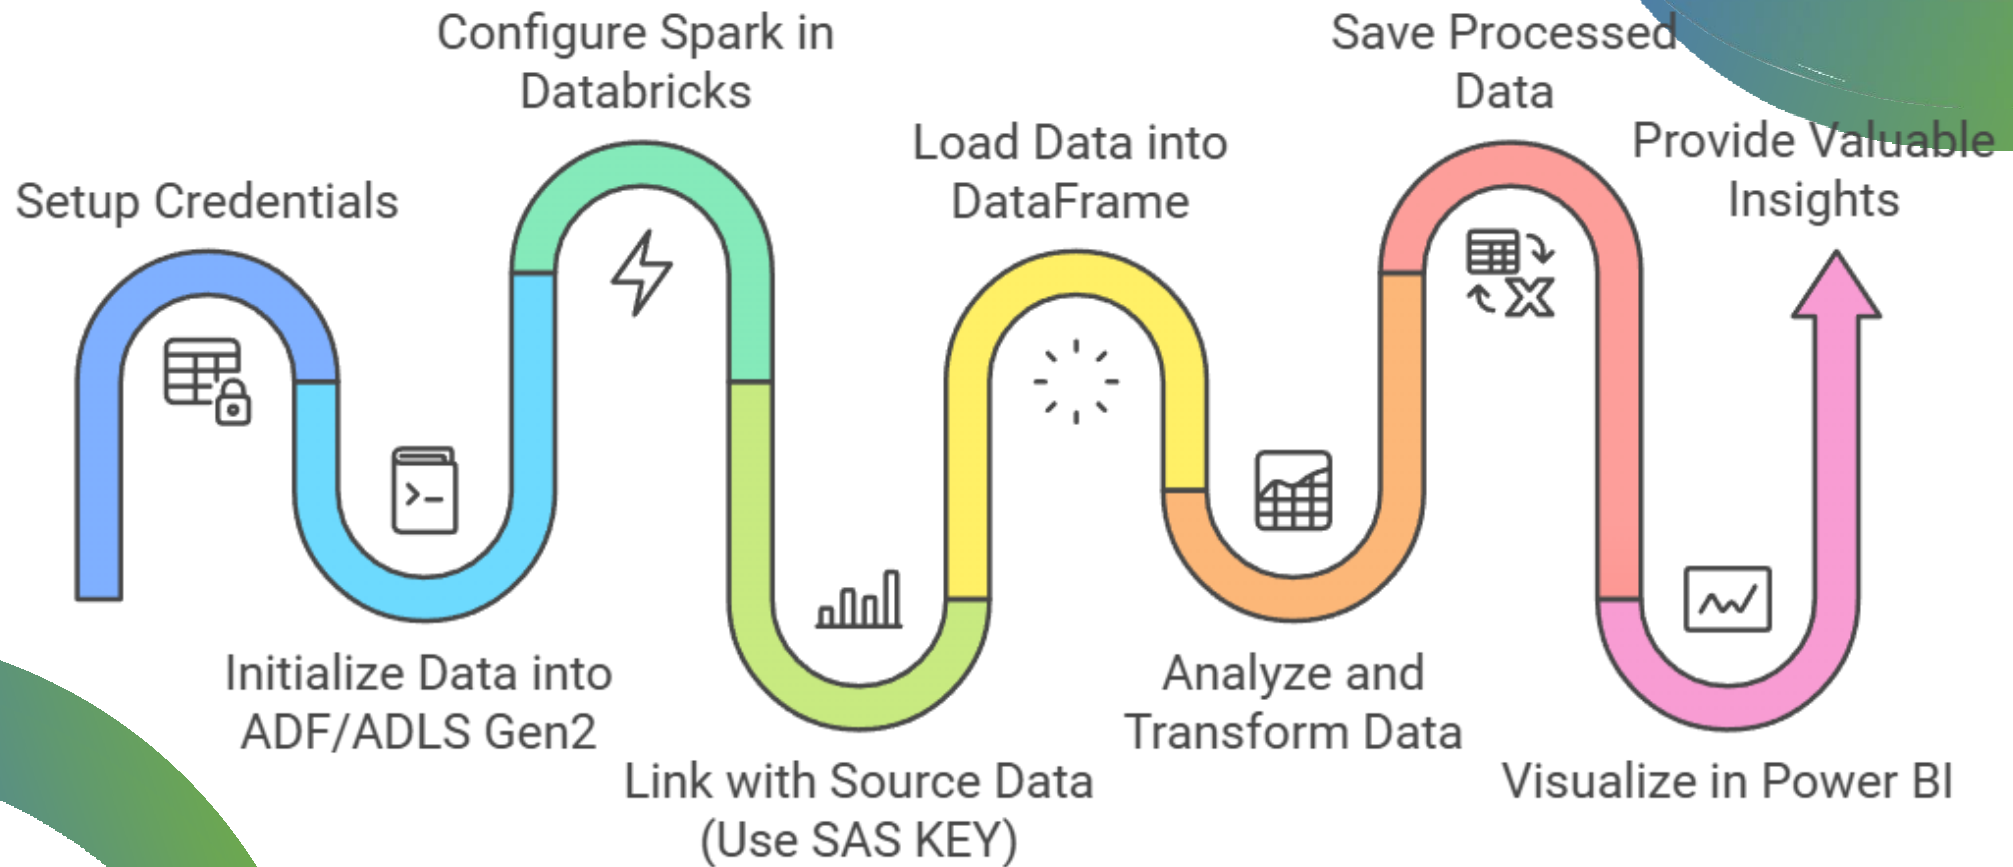 Setup Credentials
Initialize Data into
ADF/ADLS Gen2
Configure Spark in
Databricks
Link with Source Data
(Use SAS KEY)
Load Data into
DataFrame
Analyze and
Transform Data
Save Processed
Data
Visualize in Power BI
Provide Valuable
Insights